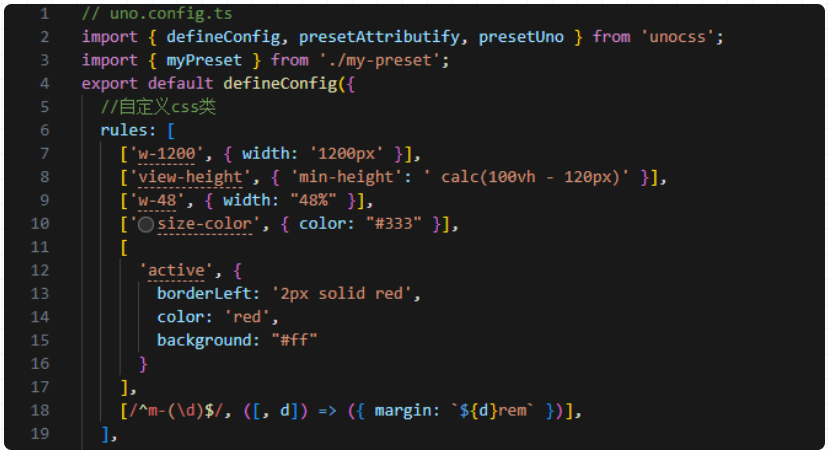 1 // uno.config.ts
2 import { defineConfig, presetAttributify, presetUno } from 'unocss';
3 import { myPreset } from './my-preset';
4 export default defineConfig({
5 //自定义css类
6 rules: [
7 ['w-1200', { width: '1200px' }],
8 ['view-height', { 'min-height': ' calc(100vh - 120px)' }],
9 ['w-48', { width: "48%" }],
10 ['size-color', { color: "#333" }],
11 [
12 'active', {
13 borderLeft: '2px solid red',
14 color: 'red',
15 background: "#ff"
16 }
17 ],
18 [/^m-(\d)$/, ([, d]) => ({ margin: `${d}rem` })],
19 ],